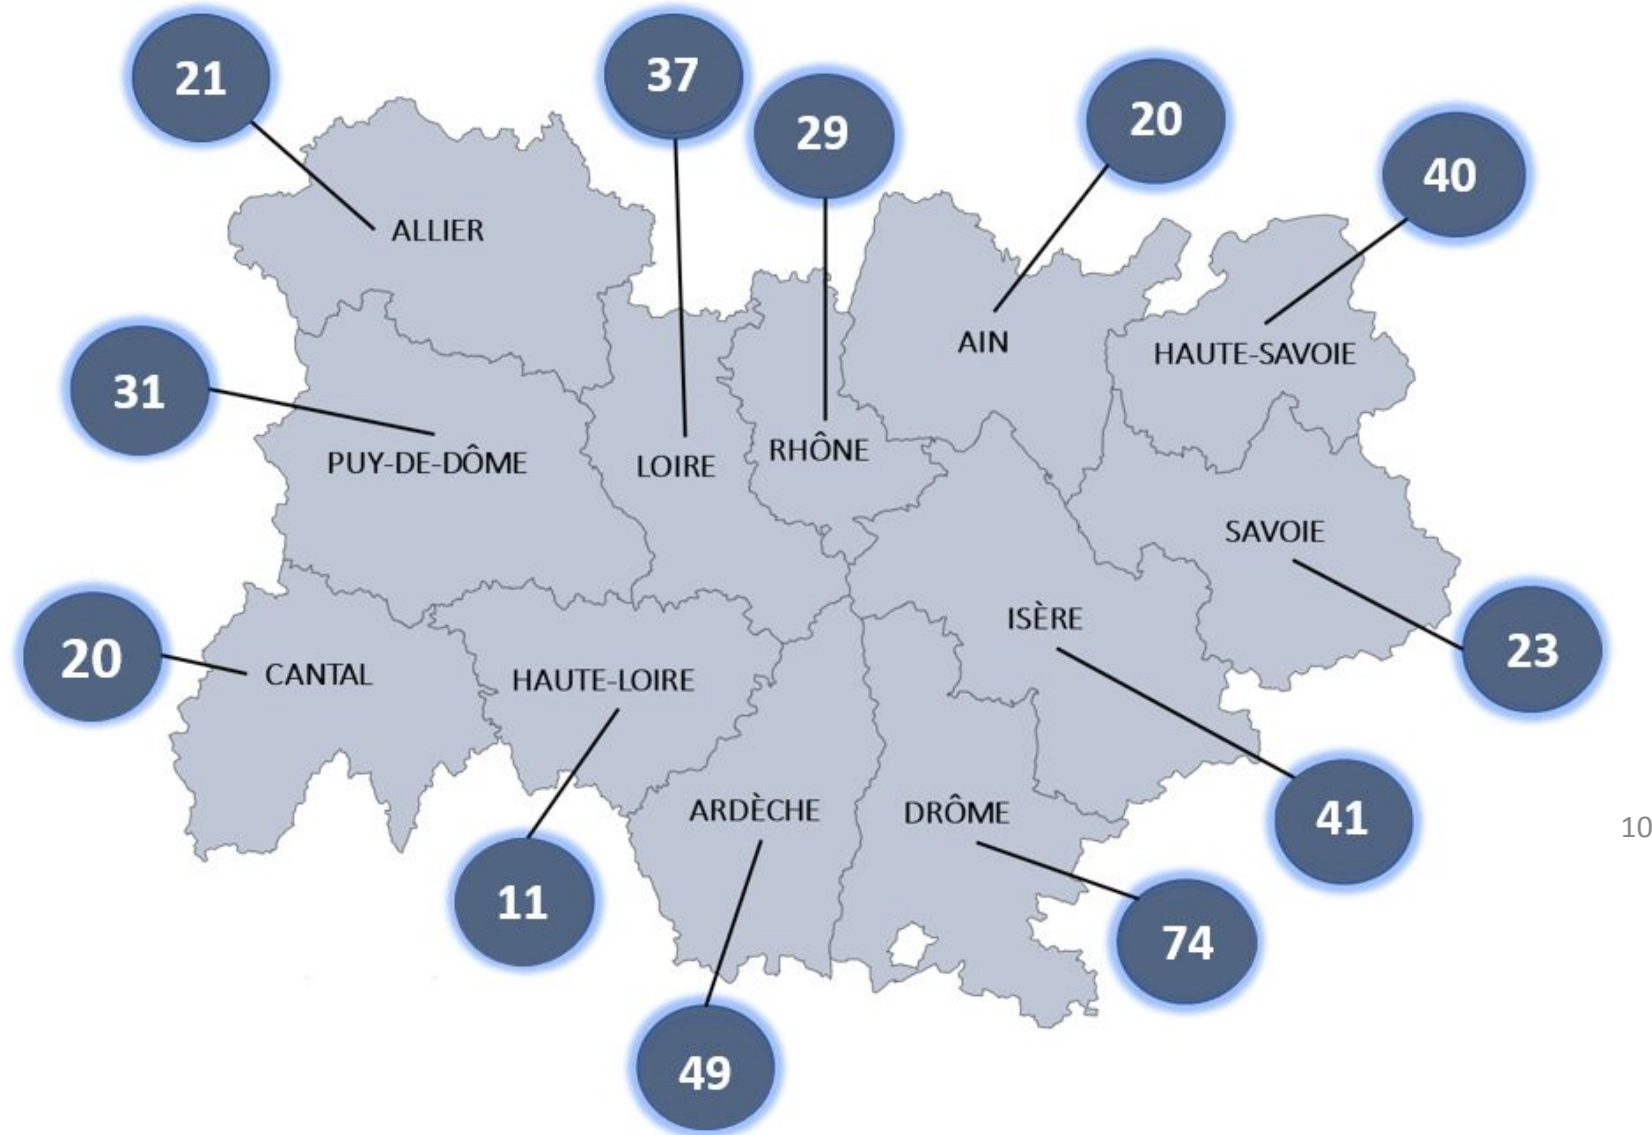 21
37
29
20
40
ALLIER
AIN
HAUTE-SAVOIE
31
PUY-DE-DÔME
LOIRE
RHÔNE
SAVOIE
ISÈRE
20
CANTAL
HAUTE-LOIRE
23
ARDÈCHE
DRÔME
41
10
11
74
49